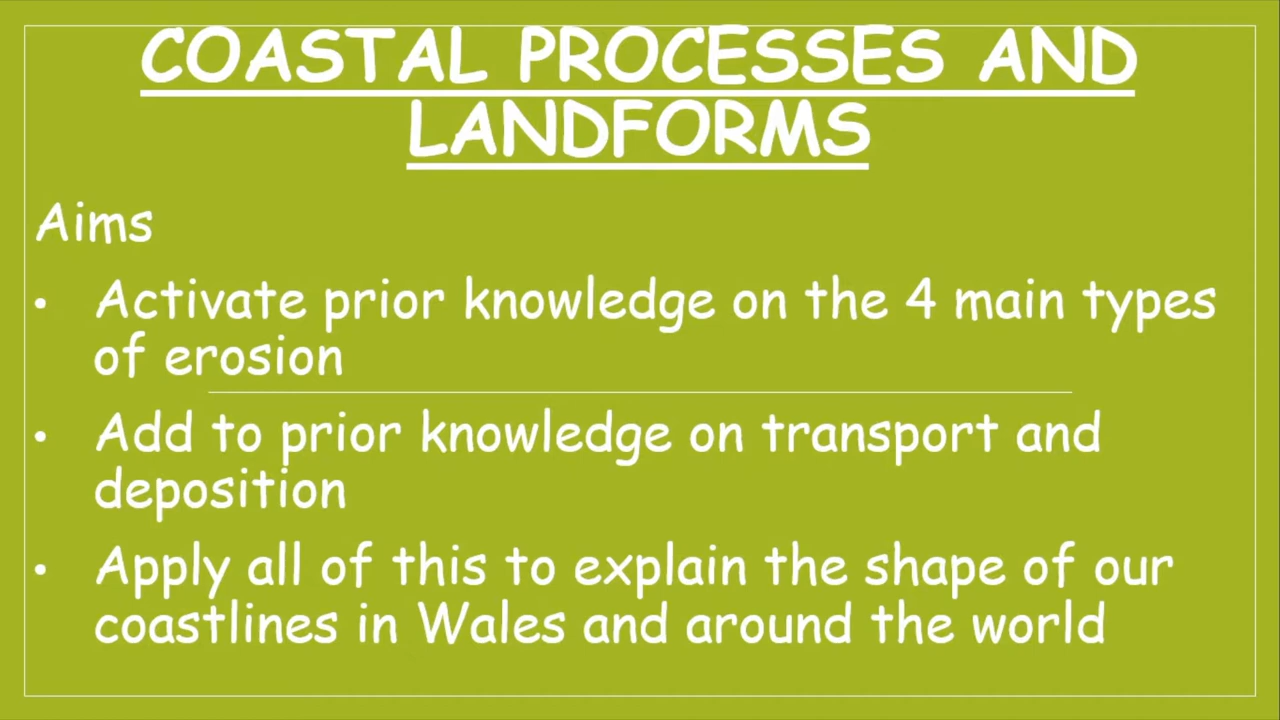 COASTAL PROCESSES AND
LANDFORMS
Aims
• Activate prior knowledge on the 4 main types
of erosion
• Add to prior knowledge on transport and
deposition
• Apply all of this to explain the shape of our
coastlines in Wales and around the world